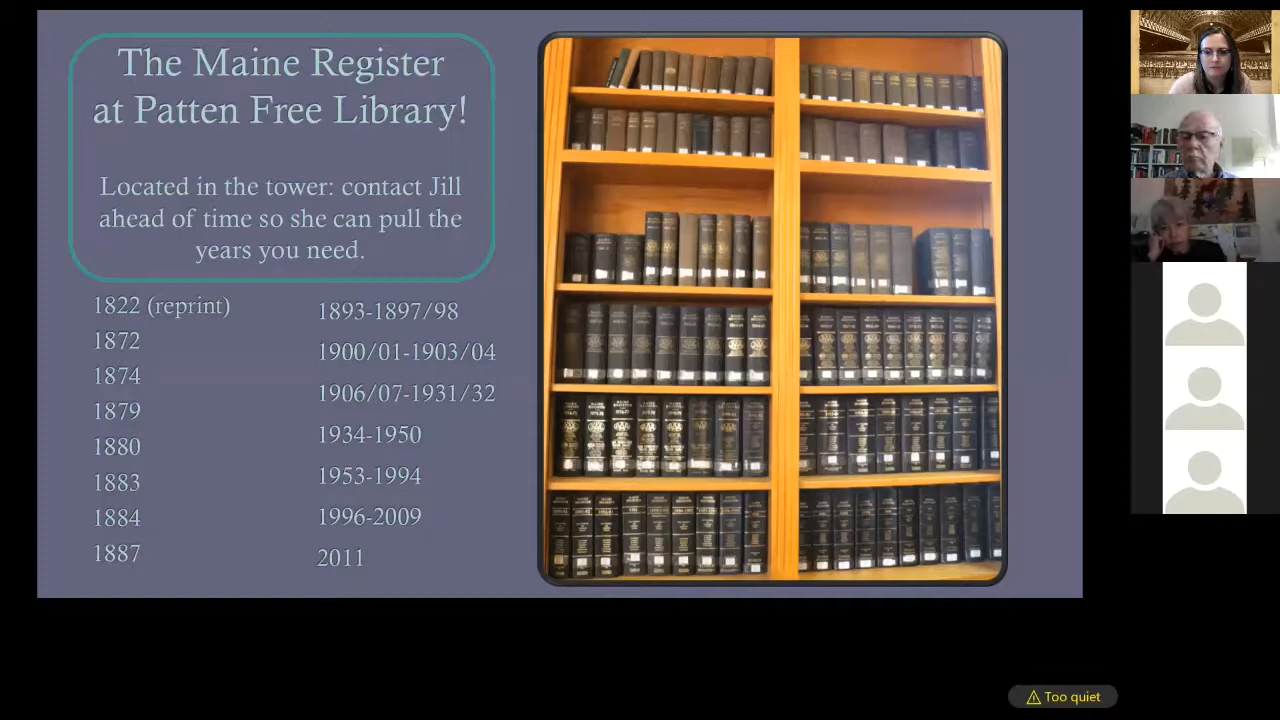 The Maine Register
at Patten Free Library!
Located in the tower: contact Jill
ahead of time so she can pull the
years you need.
1822 (reprint)
1872
1874
1879
1880
1883
1884
1887
1893-1897/98
1900/01-1903/04
1906/07-1931/32
1934-1950
1953-1994
1996-2009
2011
Too quiet